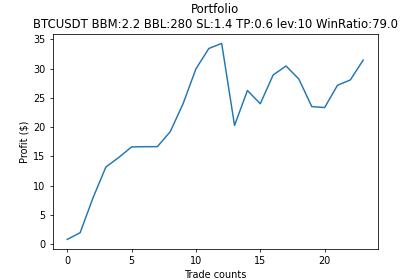 Portfolio
BTCUSDT BBM:2.2 BBL:280 SL:1.4 TP:0.6 lev:10 WinRatio:79.0
35
30
25
20
15
10
5
0
Profit ($)
0 5 10 15 20
Trade counts